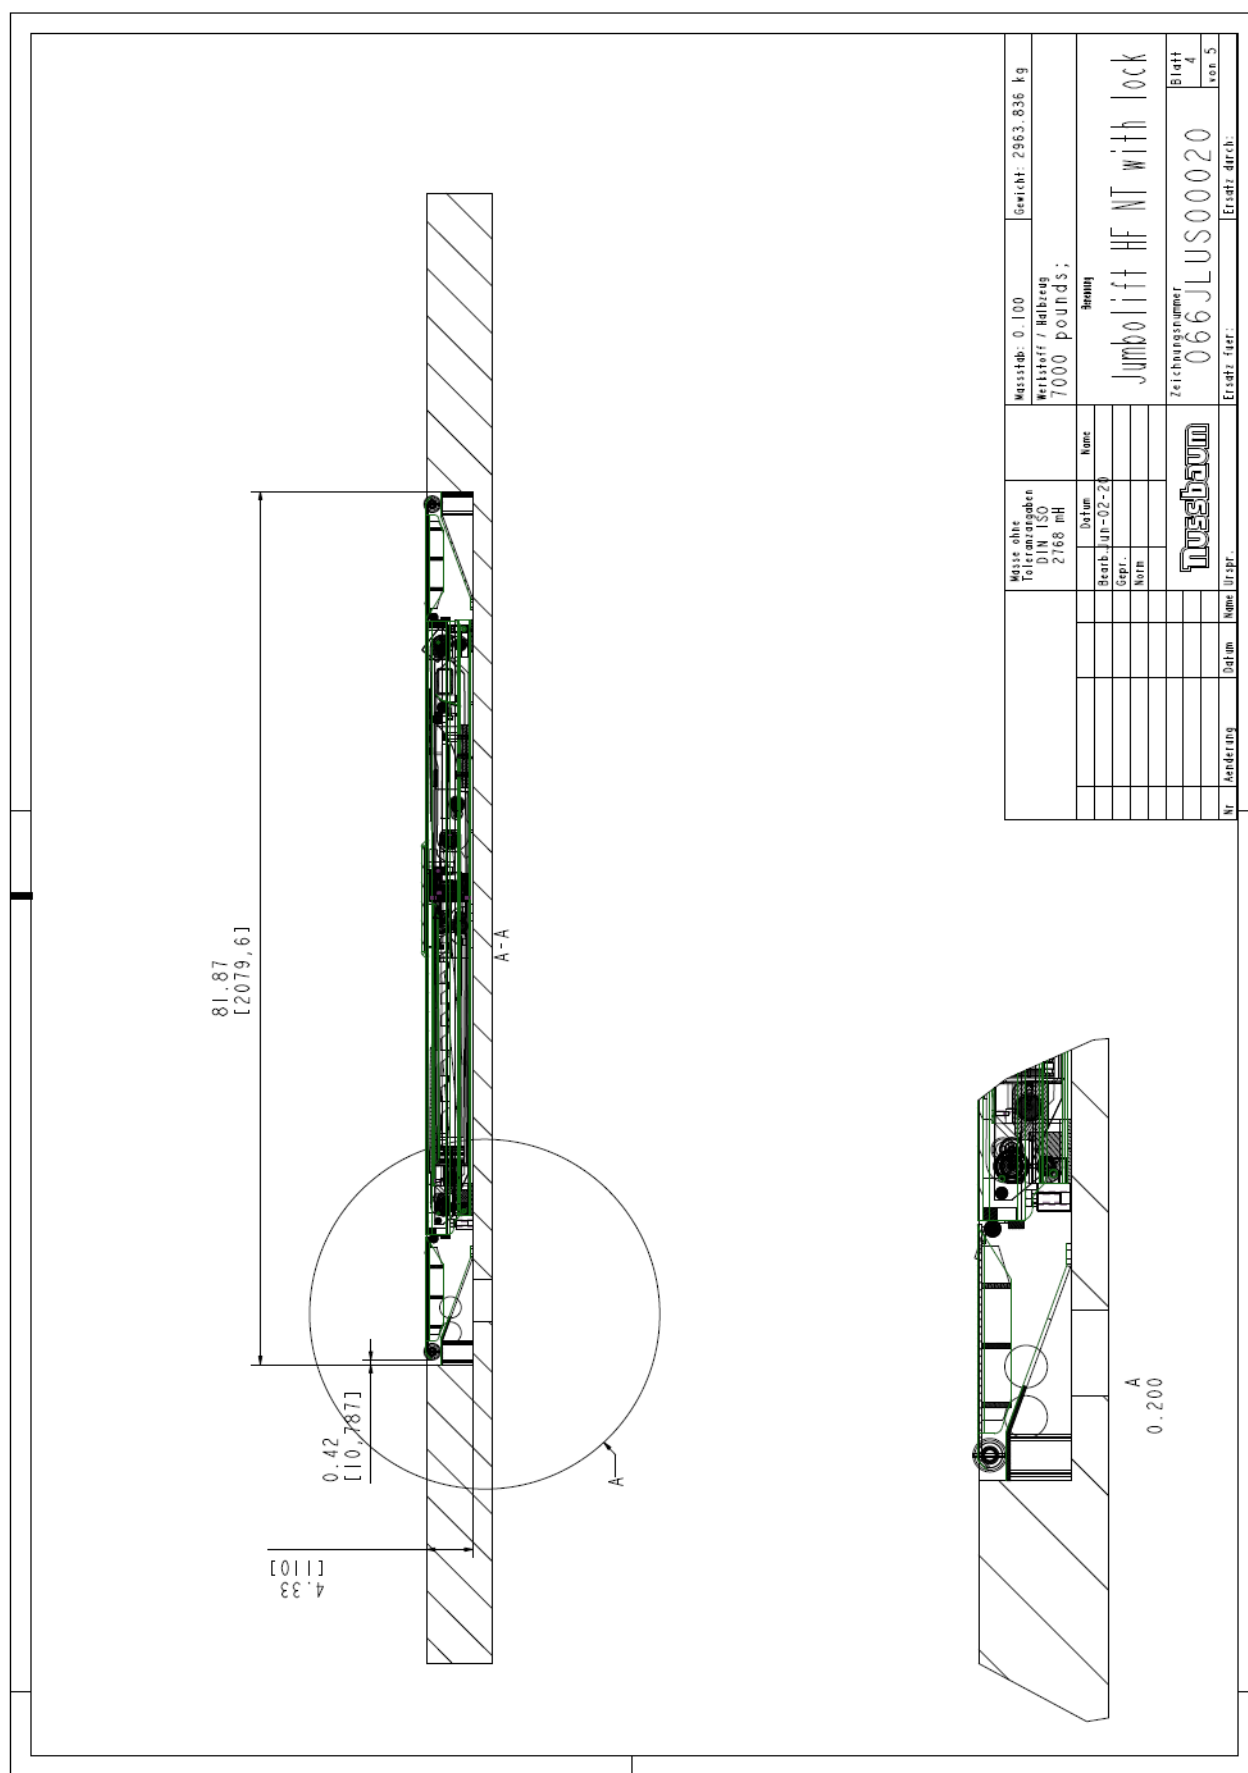 81.87
[2079,6]
0.42
[10,787]
4.33
[110]
A-A
A
A
0.200
Masse ohne
Toleranzangaben
DIN ISO
2768 mH
Massstab: 0.100
Gewicht: 2963.836 kg
Werkstoff / Halbzeug
7000 pounds;
Datum
Name
Bearb.
Jun-02-20
Gepr.
Norm
Benennung
Jumbolift HF NT with lock
nussbaum
Zeichnungsnummer
066JLUS00020
Blatt
4
von 5
Nr
Aenderung
Datum
Name
Urspr.
Ersatz fuer:
Ersatz durch: